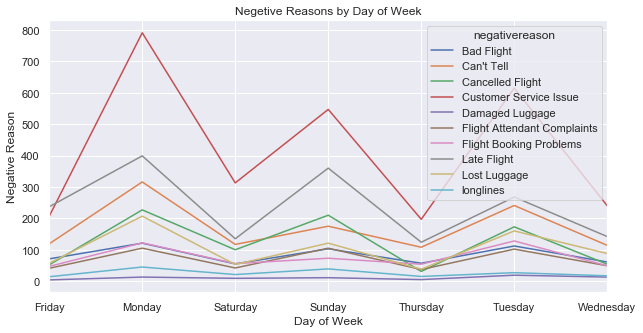 Negetive Reasons by Day of Week
800
700
600
500
400
300
200
100
0
Negative Reason
negativereason
Bad Flight
Can't Tell
Cancelled Flight
Customer Service Issue
Damaged Luggage
Flight Attendant Complaints
Flight Booking Problems
Late Flight
Lost Luggage
longlines
Friday Monday Saturday Sunday Thursday Tuesday Wednesday
Day of Week